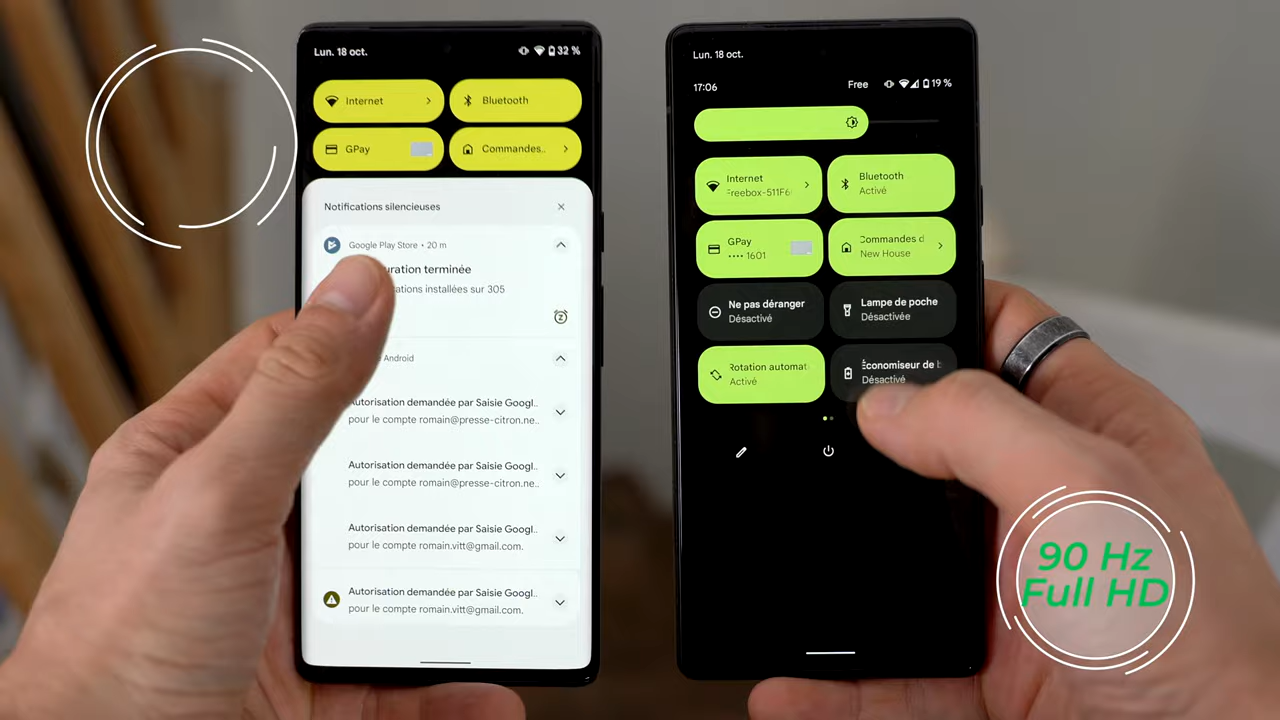 Lun. 18 oct.
32 %
Internet
Bluetooth
GPay
Commandes..
Notifications silencieuses
Google Play Store • 20 m
uration terminée
cations installées sur 305
Android
Autorisation demandée par Saisie Googl..
pour le compte romain@presse-citron.ne..
Autorisation demandée par Saisie Googl..
pour le compte romain@presse-citron.ne..
Autorisation demandée par Saisie Googl..
pour le compte romain.vitt@gmail.com.
Autorisation demandée par Saisie Googl..
pour le compte romain.vitt@gmail.com.
Lun. 18 oct.
17:06
Free
19 %
Internet
Freebox-511F6
Bluetooth
Activé
GPay
•••• 1601
Commandes d
New House
Ne pas déranger
Désactivé
Lampe de poche
Désactivée
Rotation automat
Activé
Économiseur de b
Désactivé
90 Hz
Full HD